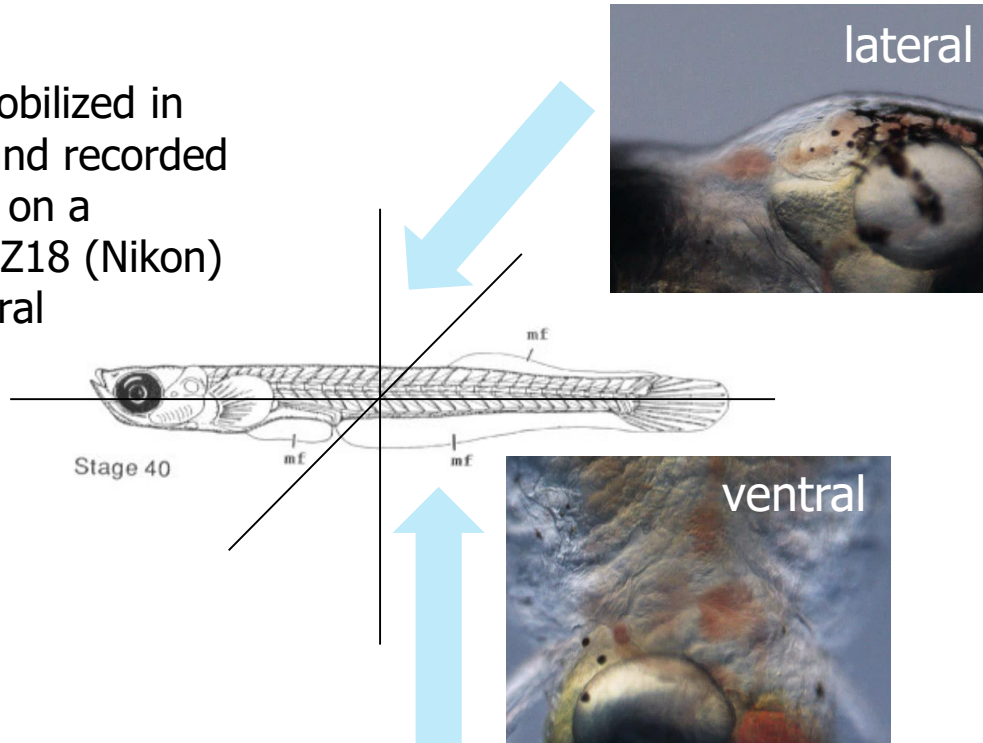 obilized in
nd recorded
on a
Z18 (Nikon)
ral
lateral
mf
Stage 40
mf
mf
ventral